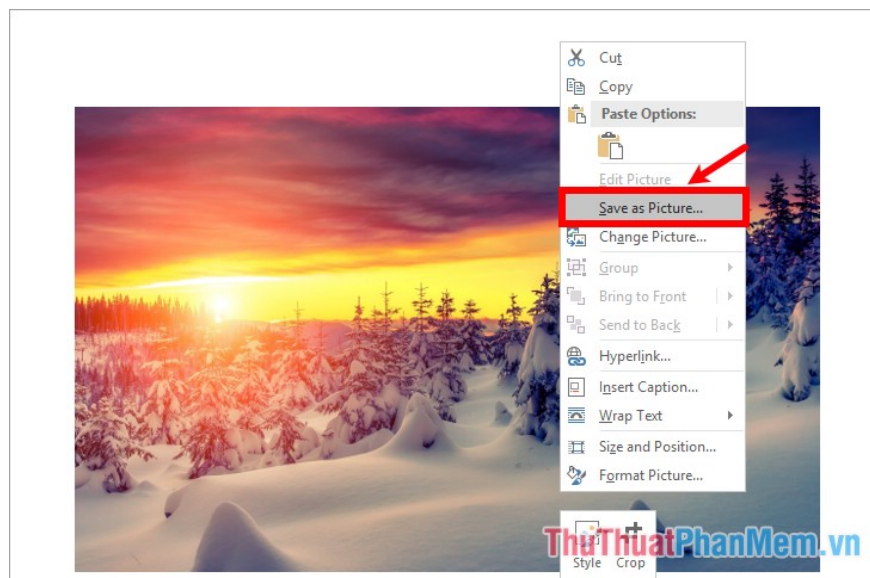 Cut
Copy
Paste Options:
Edit Picture
Save as Picture...
Change Picture...
Group
Bring to Front
Send to Back
Hyperlink...
Insert Caption...
Wrap Text
Size and Position...
Format Picture...
ThuThuatPhanMem.vn
Style Crop